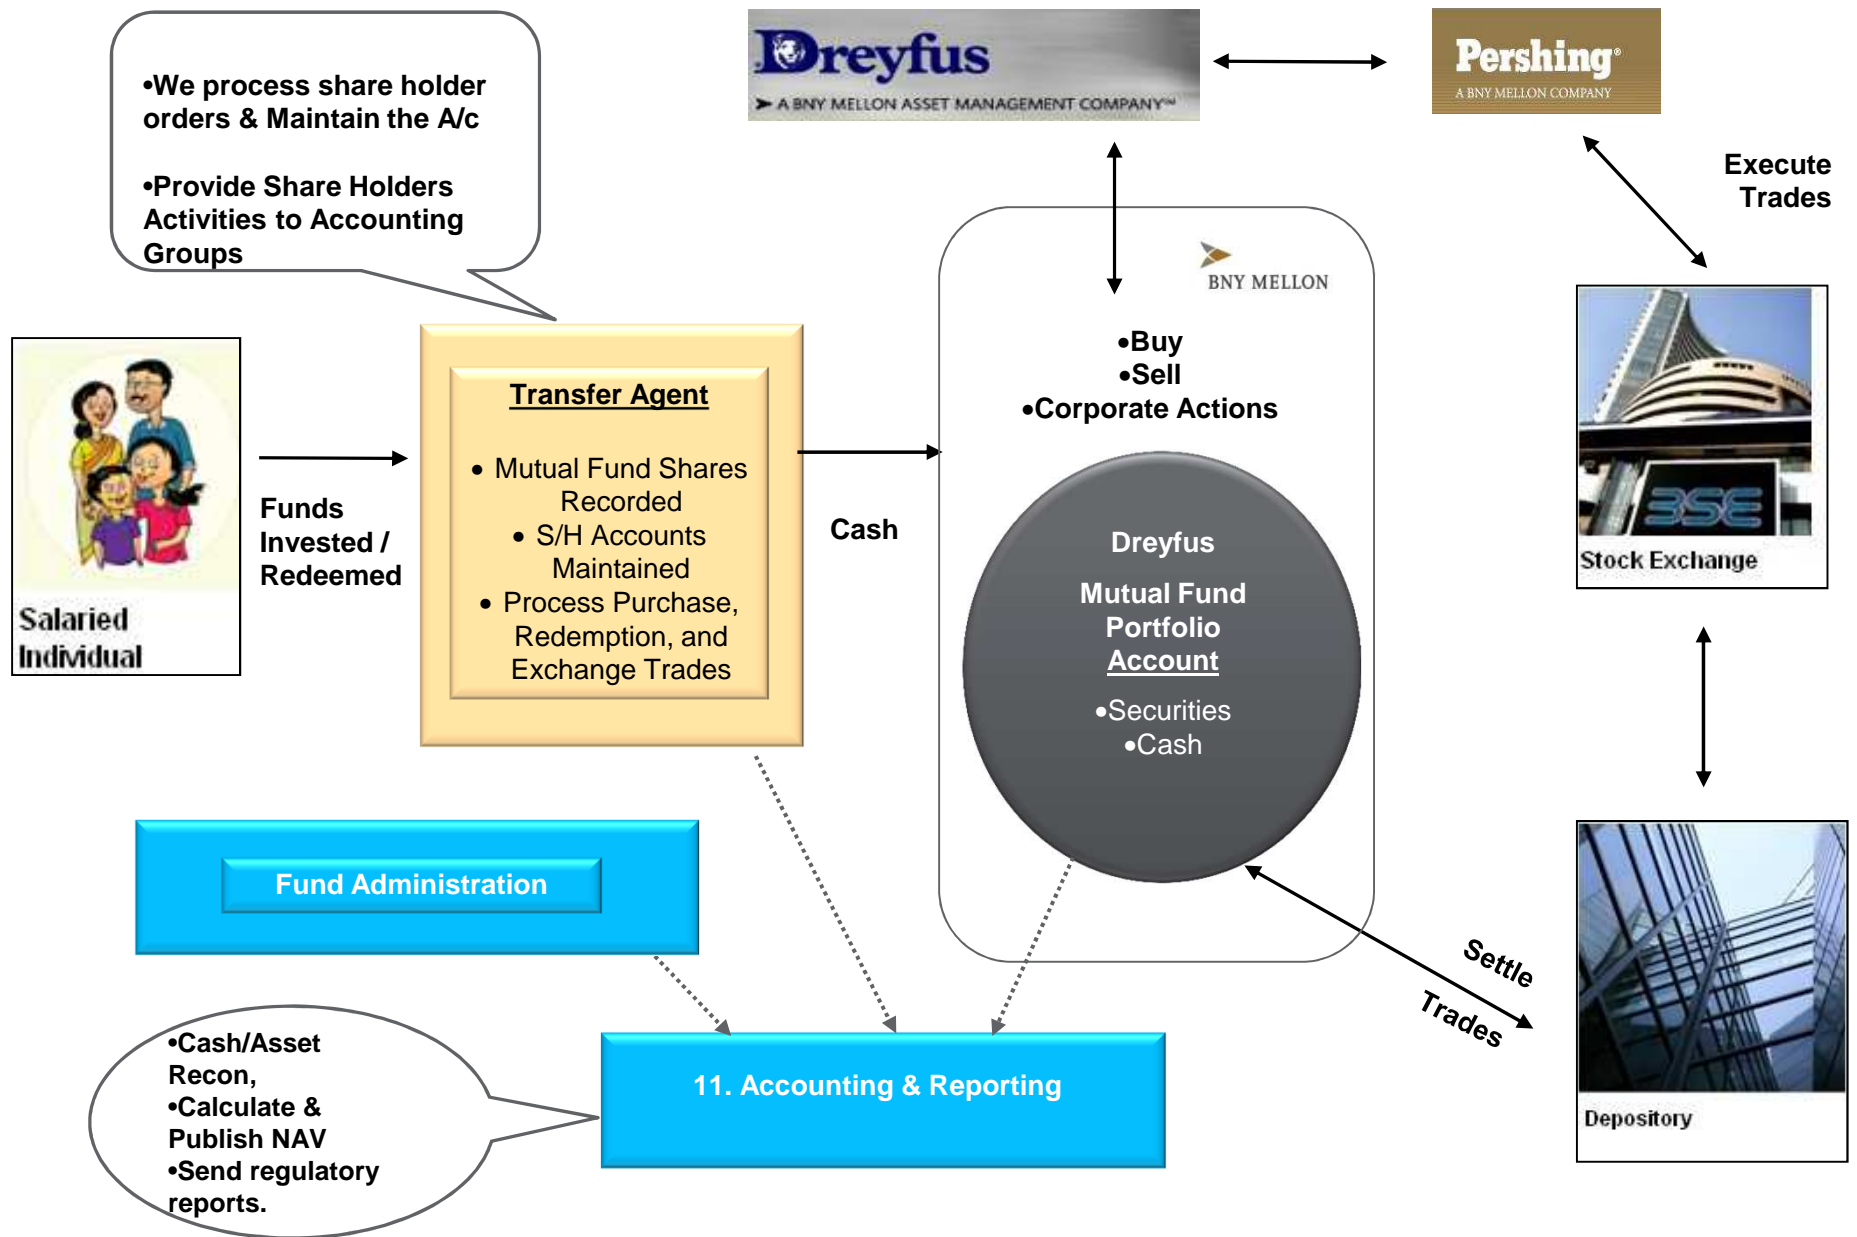 •We process share holder
orders & Maintain the A/c
•Provide Share Holders
Activities to Accounting
Groups
Dreyfus
A BNY MELLON ASSET MANAGEMENT COMPANY℠
Pershing®
A BNY MELLON COMPANY
Execute
Trades
BNY MELLON
•Buy
•Sell
•Corporate Actions
Salaried
Individual
Funds
Invested /
Redeemed
Transfer Agent
• Mutual Fund Shares
Recorded
• S/H Accounts
Maintained
• Process Purchase,
Redemption, and
Exchange Trades
Cash
Dreyfus
Mutual Fund
Portfolio
Account
•Securities
•Cash
BSE
Stock Exchange
Settle
Trades
Depository
Fund Administration
11. Accounting & Reporting
•Cash/Asset
Recon,
•Calculate &
Publish NAV
•Send regulatory
reports.